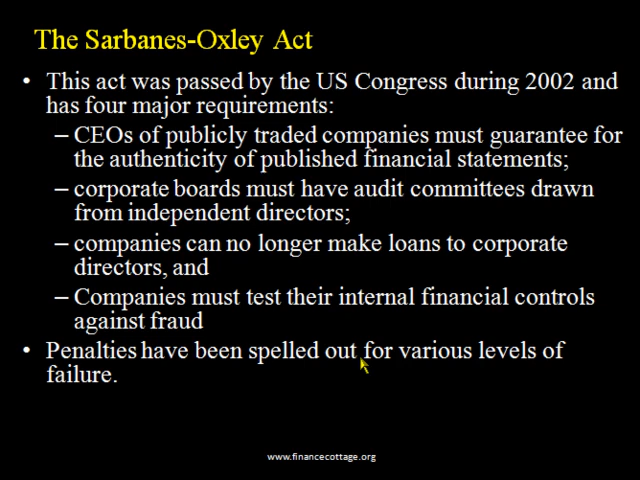 The Sarbanes-Oxley Act
• This act was passed by the US Congress during 2002 and
has four major requirements:
– CEOs of publicly traded companies must guarantee for
the authenticity of published financial statements;
– corporate boards must have audit committees drawn
from independent directors;
– companies can no longer make loans to corporate
directors, and
– Companies must test their internal financial controls
against fraud
• Penalties have been spelled out for various levels of
failure.
www.financecottage.org